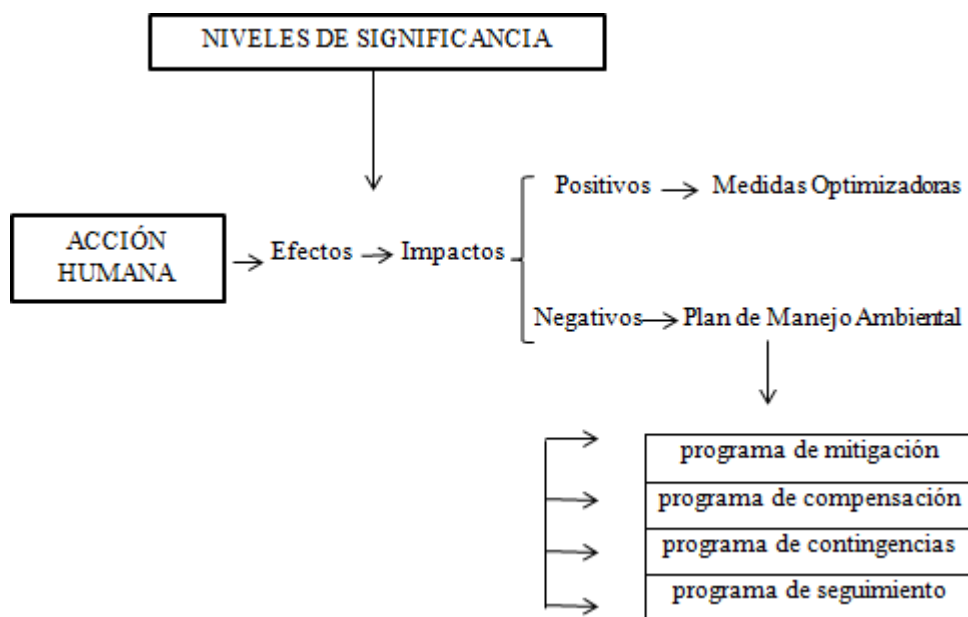 NIVELES DE SIGNIFICANCIA
Positivos
Medidas Optimizadoras
ACCIÓN
HUMANA
Efectos
Impactos
Negativos
Plan de Manejo Ambiental
programa de mitigación
programa de compensación
programa de contingencias
programa de seguimiento